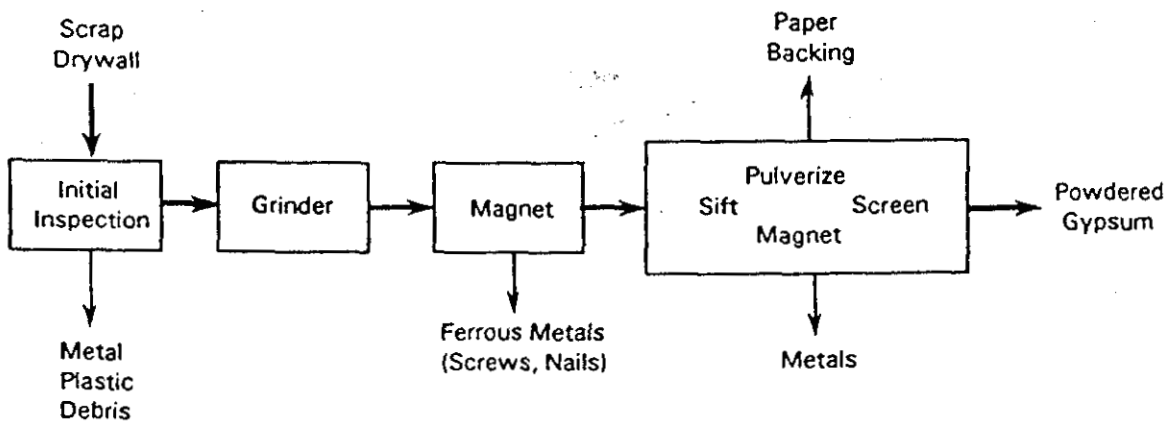 Scrap
Drywall
Paper
Backing
Initial
Inspection
Grinder
Magnet
Pulverize
Sift
Screen
Magnet
Powdered
Gypsum
Ferrous Metals
(Screws, Nails)
Metals
Metal
Plastic
Debris